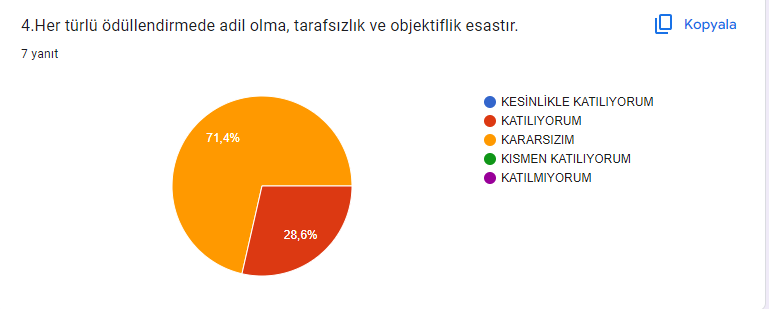 4.Her türlü ödüllendirmede adil olma, tarafsızlık ve objektiflik esastır.
Kopyala
7 yanıt
71,4%
28,6%
KESİNLİKLE KATILIYORUM
KATILIYORUM
KARARSIZIM
KISMEN KATILIYORUM
KATILMIYORUM